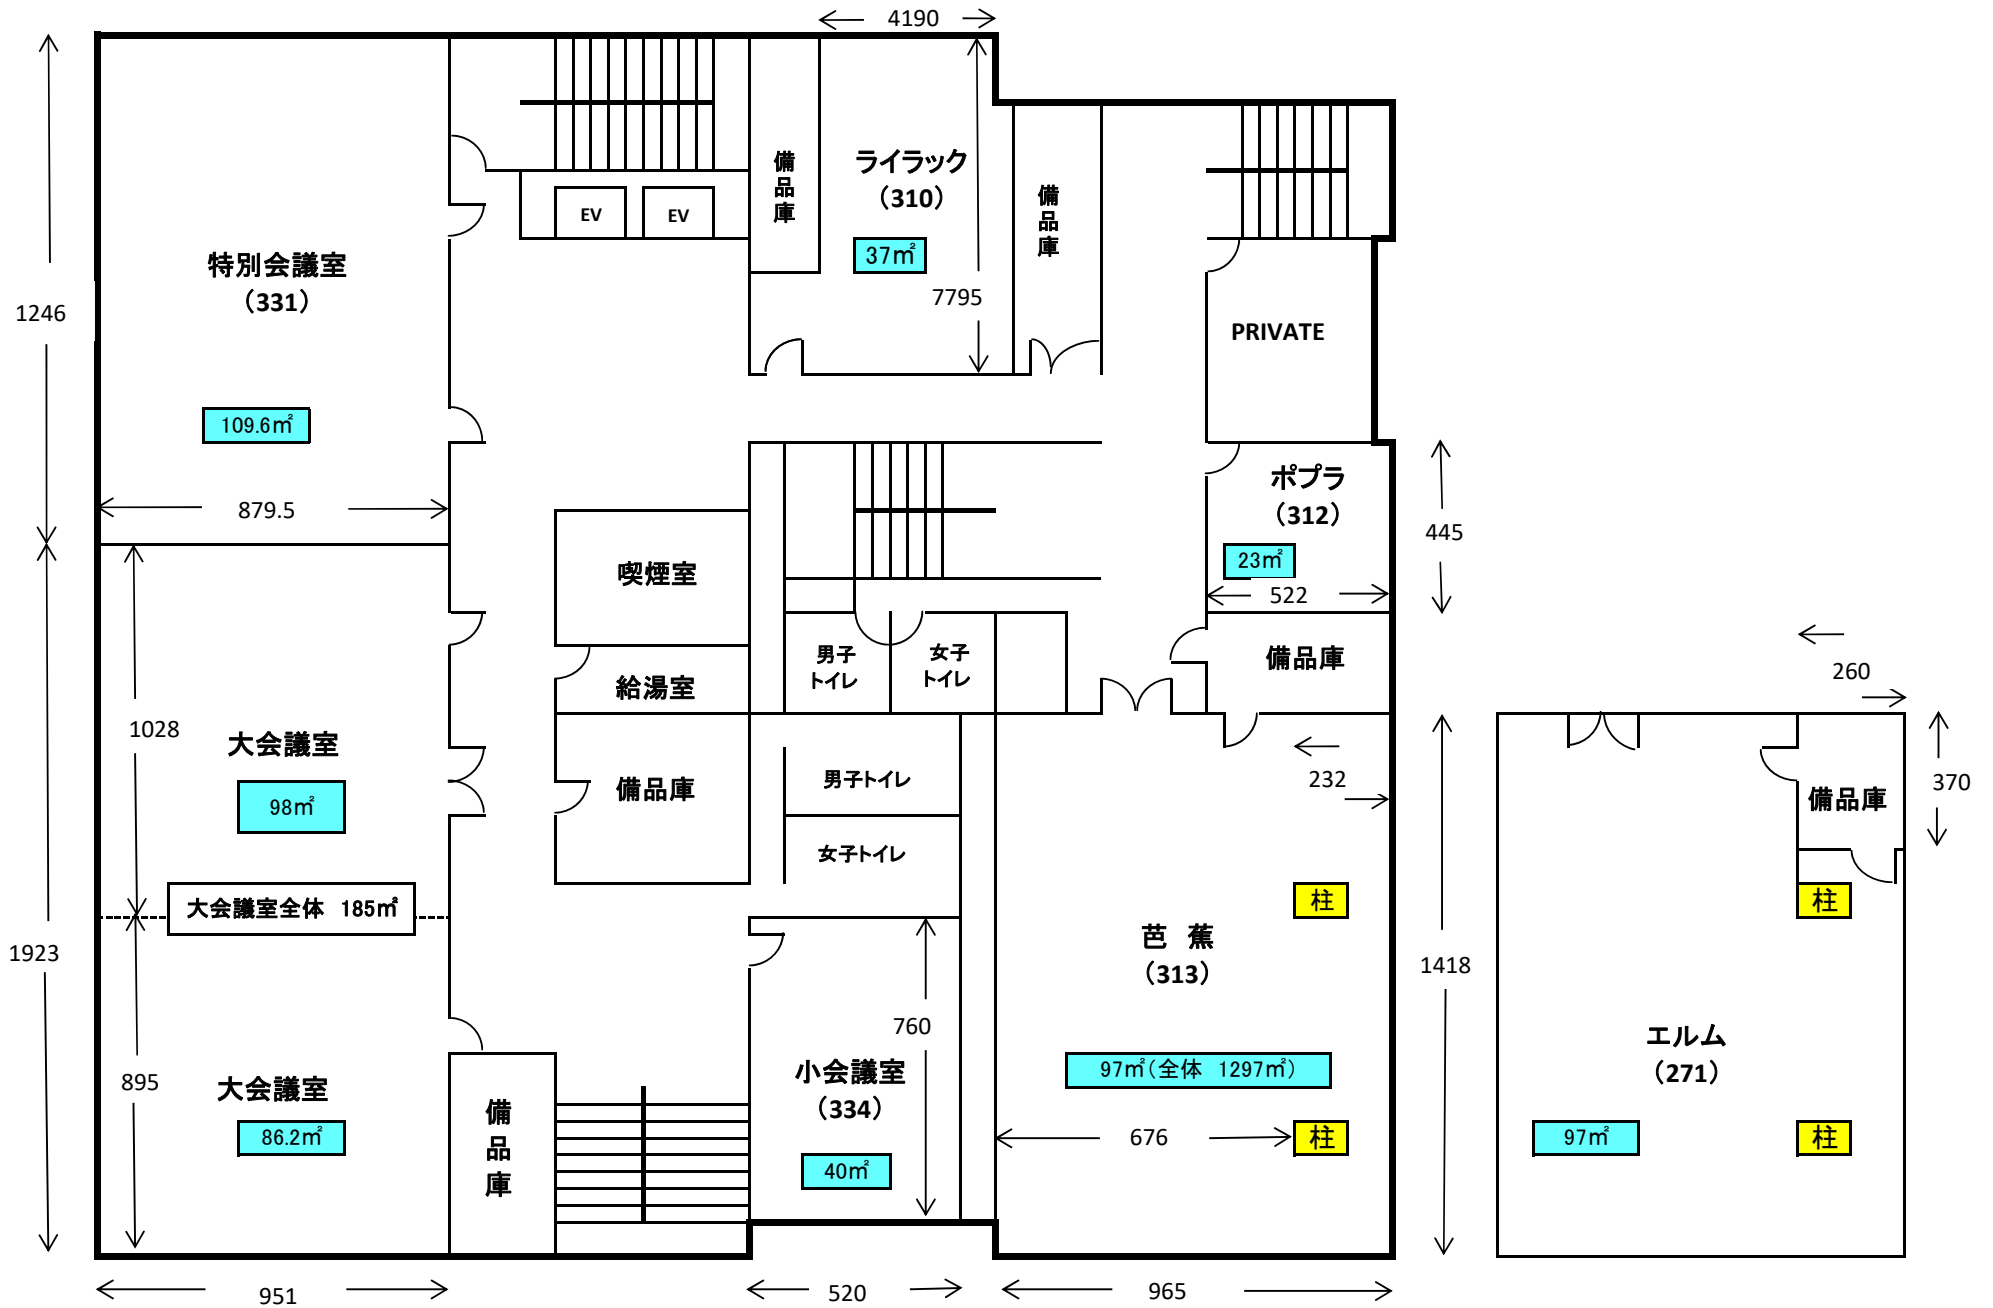 4190
ライラック
（310）
37㎡
7795
備品庫
備品庫
EV
EV
特別会議室
（331）
1246
109.6㎡
879.5
PRIVATE
ポプラ
（312）
23㎡
522
445
喫煙室
給湯室
男子
トイレ
女子
トイレ
備品庫
260
1028
大会議室
98㎡
備品庫
男子トイレ
女子トイレ
232
370
備品庫
大会議室全体　185㎡
柱
柱
1923
芭　蕉
（313）
1418
760
895
大会議室
86.2㎡
備品庫
小会議室
（334）
40㎡
97㎡（全体　1297㎡）
676
柱
エルム
（271）
97㎡
柱
951
520
965